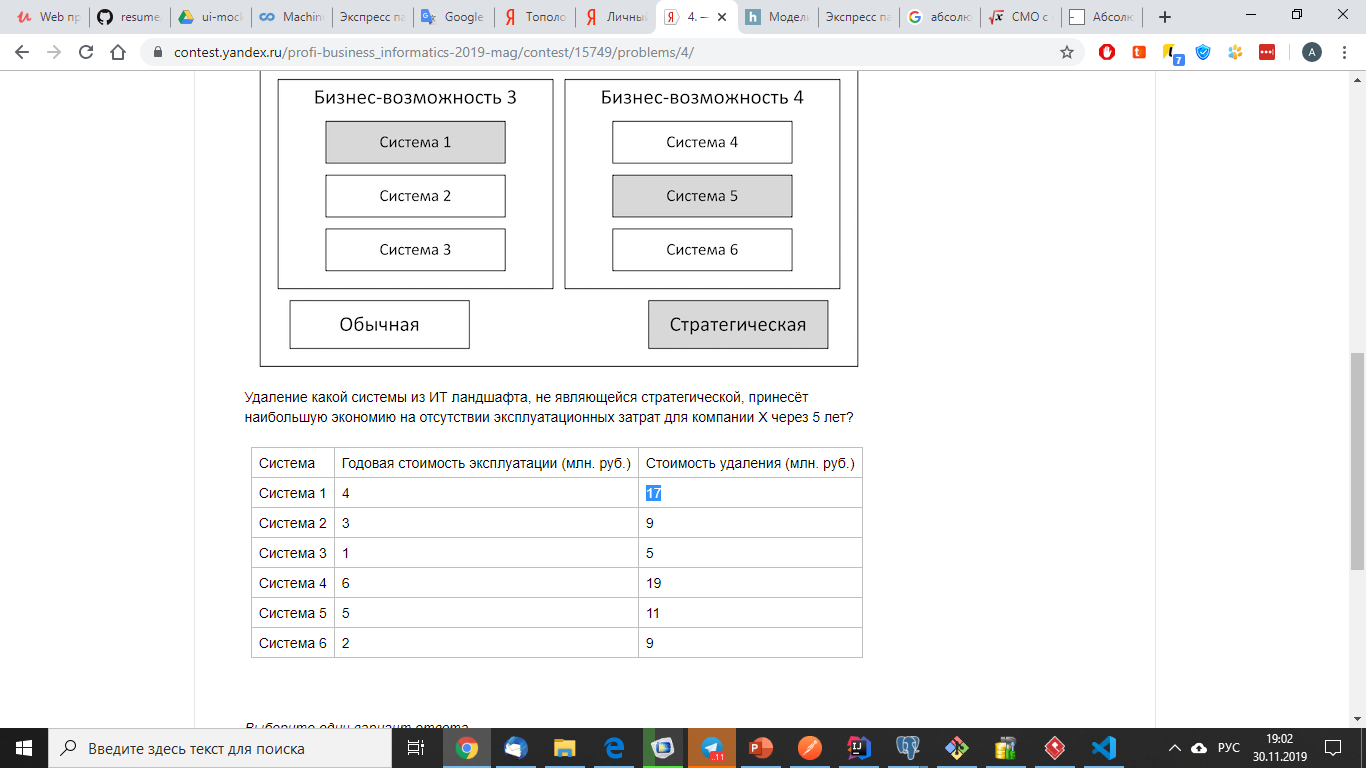 Web пр
resume
ui-mock
Machin
Экспресс па
Google
Тополо
Личный
4. —
Модель
Экспресс па
абсолю
СМО с
Абсолю
contest.yandex.ru/profi-business_informatics-2019-mag/contest/15749/problems/4/
7
A
Бизнес-возможность 3
Бизнес-возможность 4
Система 1
Система 4
Система 2
Система 5
Система 3
Система 6
Обычная
Стратегическая
Удаление какой системы из ИТ ландшафта, не являющейся стратегической, принесёт
наибольшую экономию на отсутствии эксплуатационных затрат для компании X через 5 лет?
Система Годовая стоимость эксплуатации (млн. руб.) Стоимость удаления (млн. руб.)
Система 1 4 17
Система 2 3 9
Система 3 1 5
Система 4 6 19
Система 5 5 11
Система 6 2 9
Выберите один вариант ответа
Введите здесь текст для поиска
РУС
19:02
30.11.2019